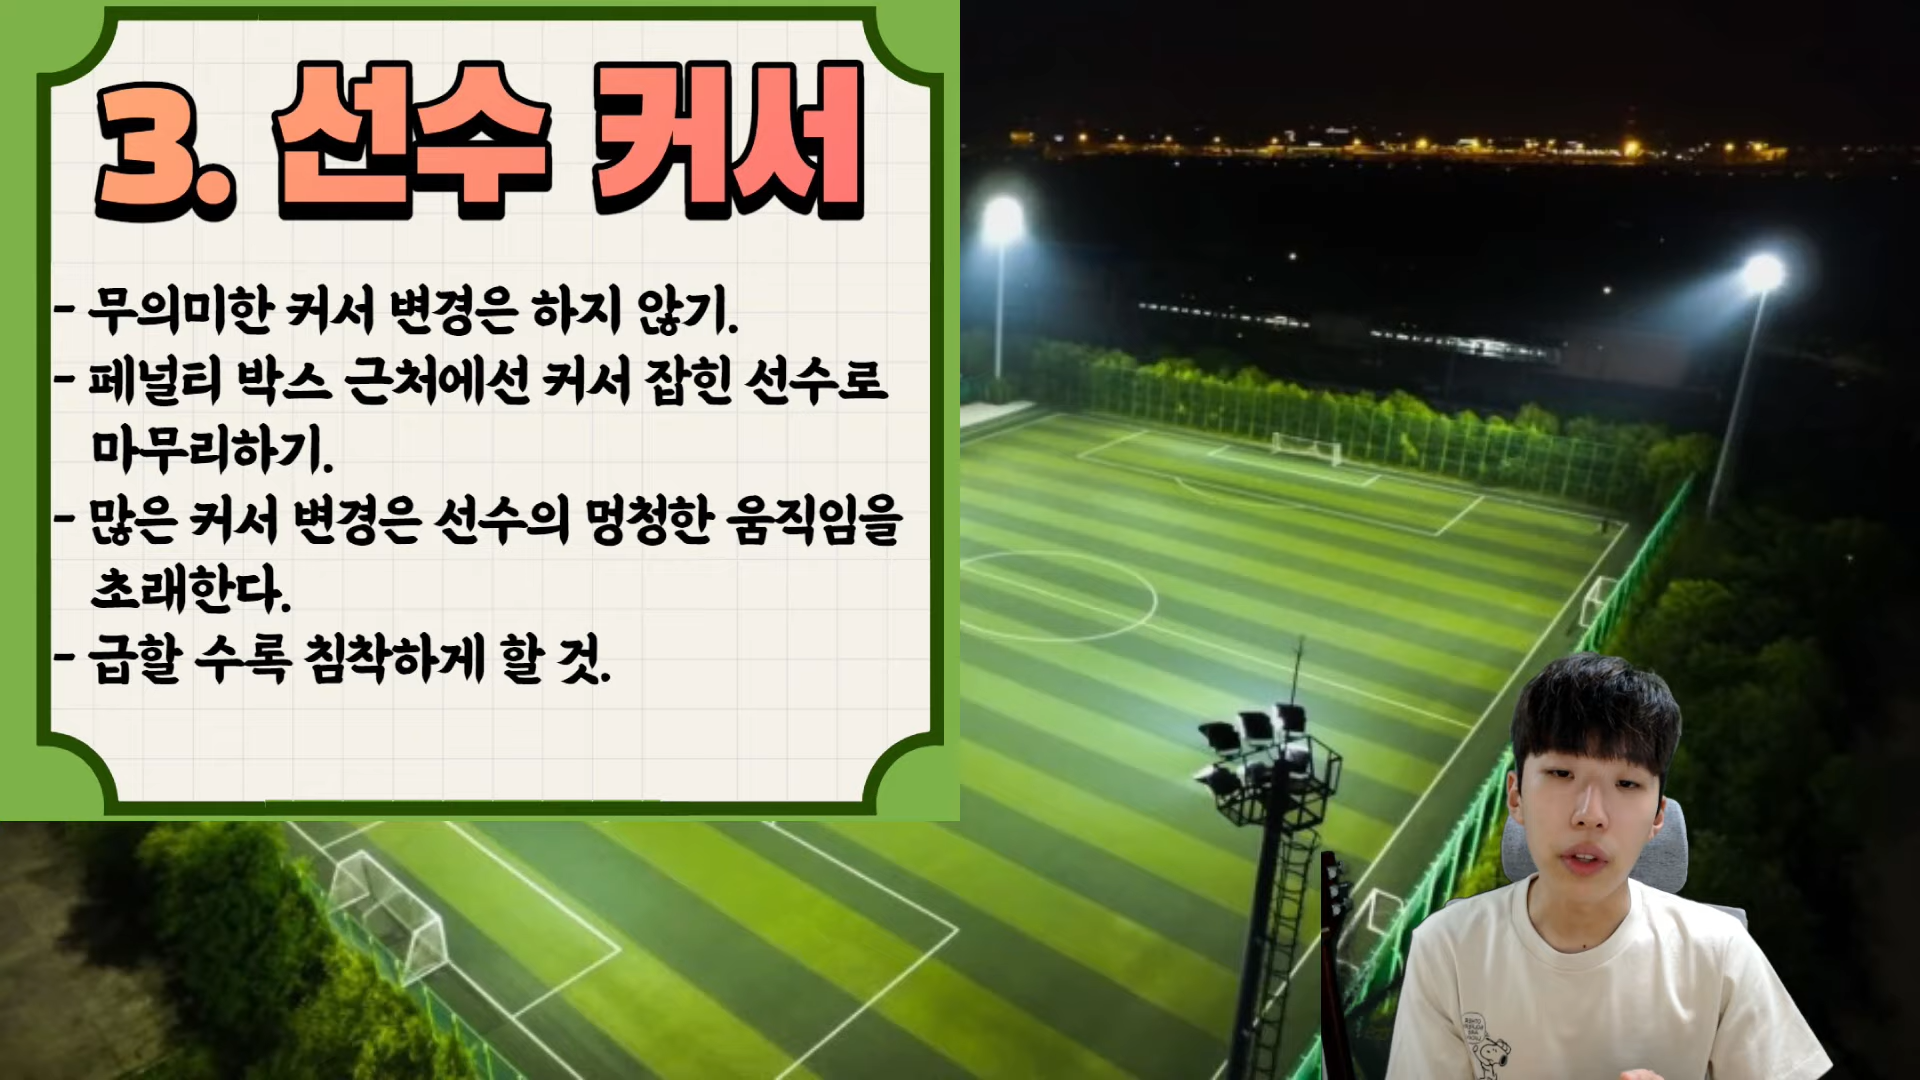 3. 선수 커서
- 무의미한 커서 변경은 하지 않기.
- 페널티 박스 근처에선 커서 잡힌 선수로
마무리하기.
- 많은 커서 변경은 선수의 멍청한 움직임을
초래한다.
- 급할 수록 침착하게 할 것.